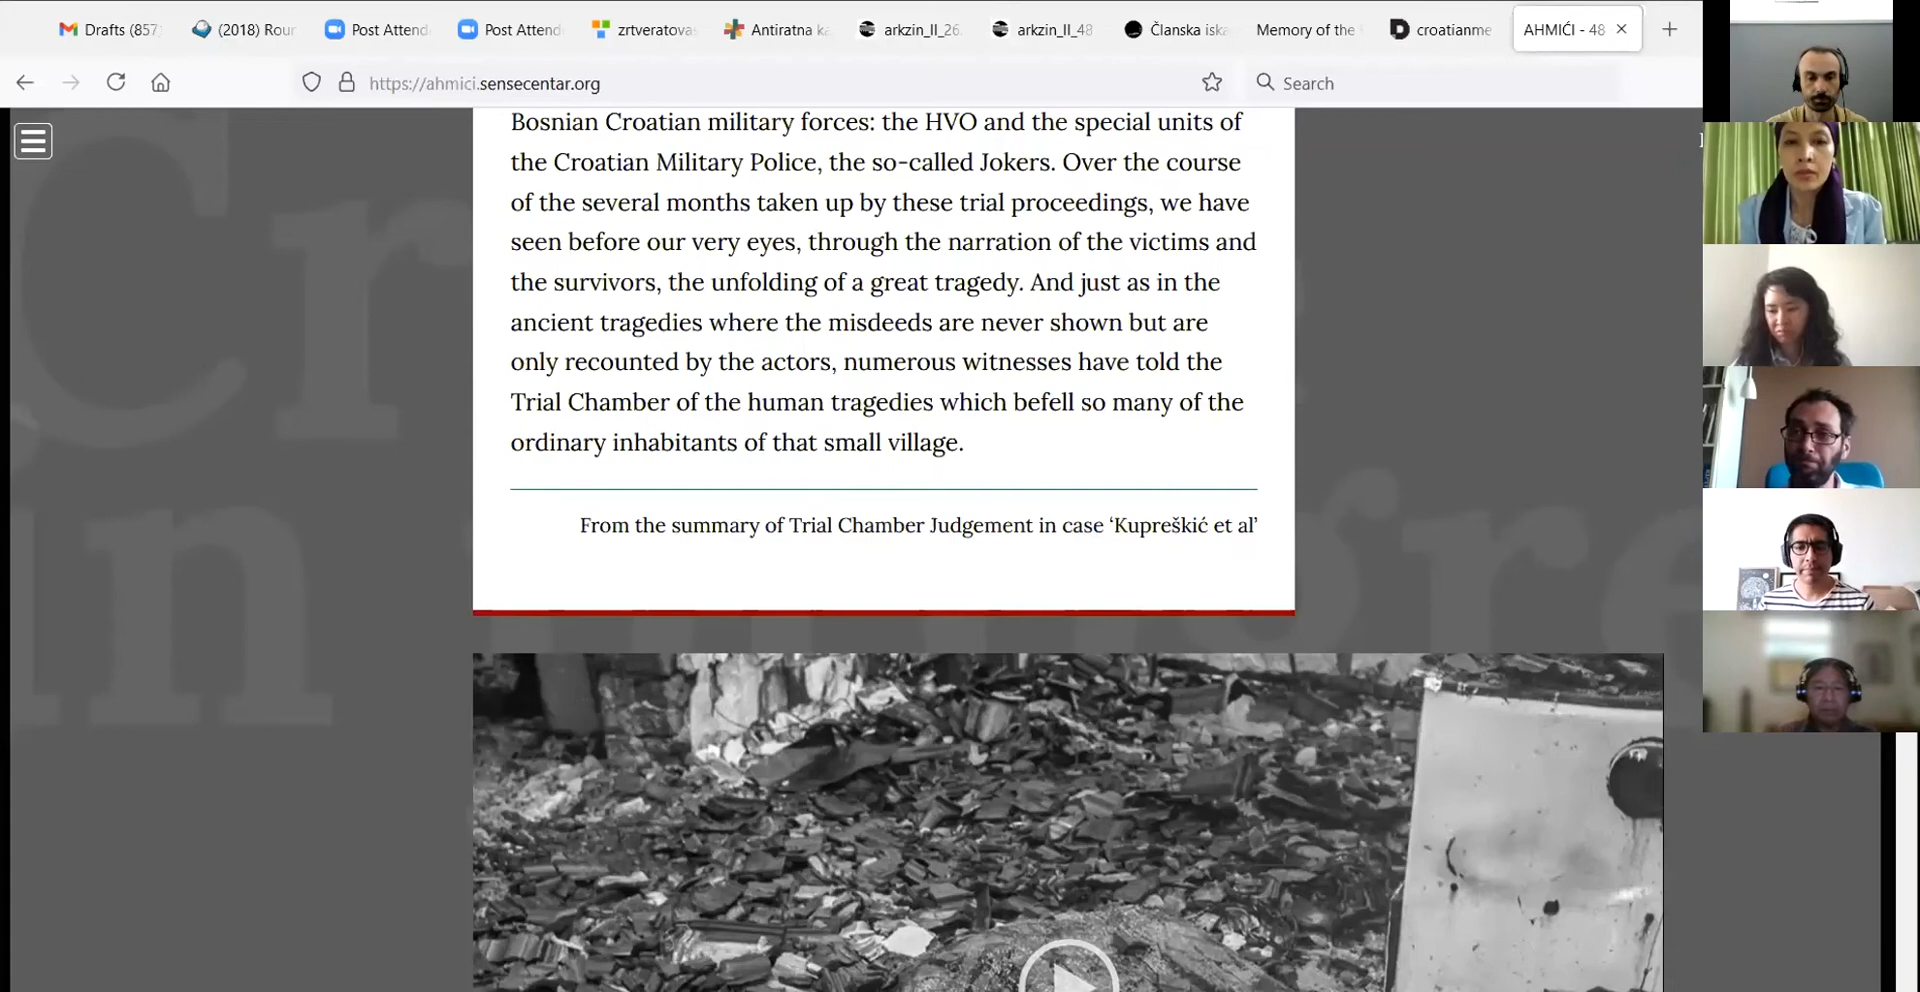 Drafts (857
(2018) Rour
Post Attend
Post Attend
zrtveratova
Antiratna ka
arkzin_II_26.
arkzin_II_48
Članska iska
Memory of the
croatianme
AHMIĆI - 48
https://ahmici.sensecentar.org
Search
Bosnian Croatian military forces: the HVO and the special units of
the Croatian Military Police, the so-called Jokers. Over the course
of the several months taken up by these trial proceedings, we have
seen before our very eyes, through the narration of the victims and
the survivors, the unfolding of a great tragedy. And just as in the
ancient tragedies where the misdeeds are never shown but are
only recounted by the actors, numerous witnesses have told the
Trial Chamber of the human tragedies which befell so many of the
ordinary inhabitants of that small village.
From the summary of Trial Chamber Judgement in case ‘Kupreškić et al’
Cr
in